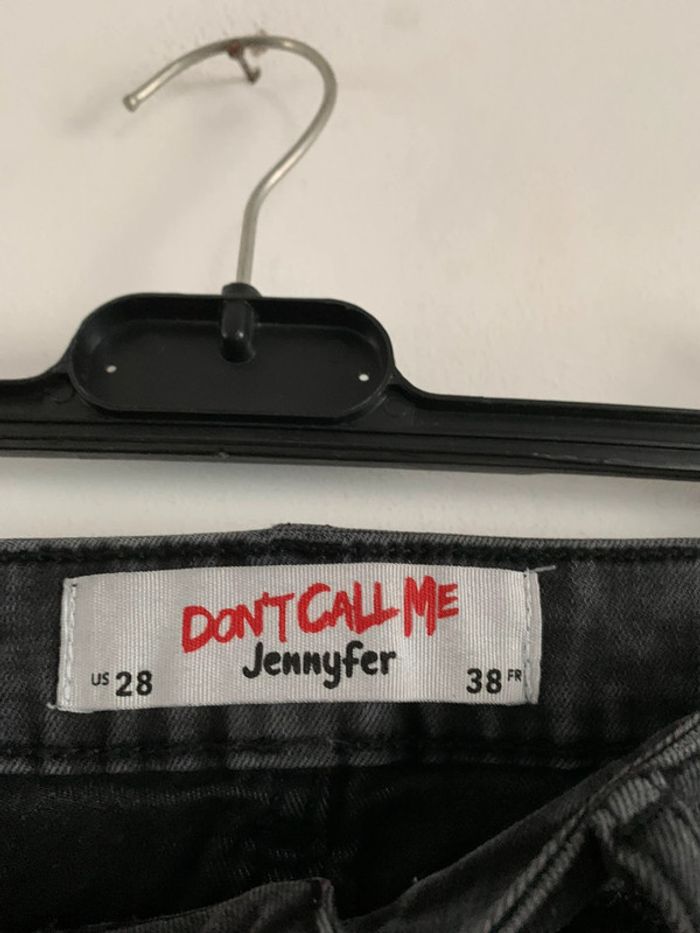 DON'T CALL ME
Jennyfer
US 28
38 FR